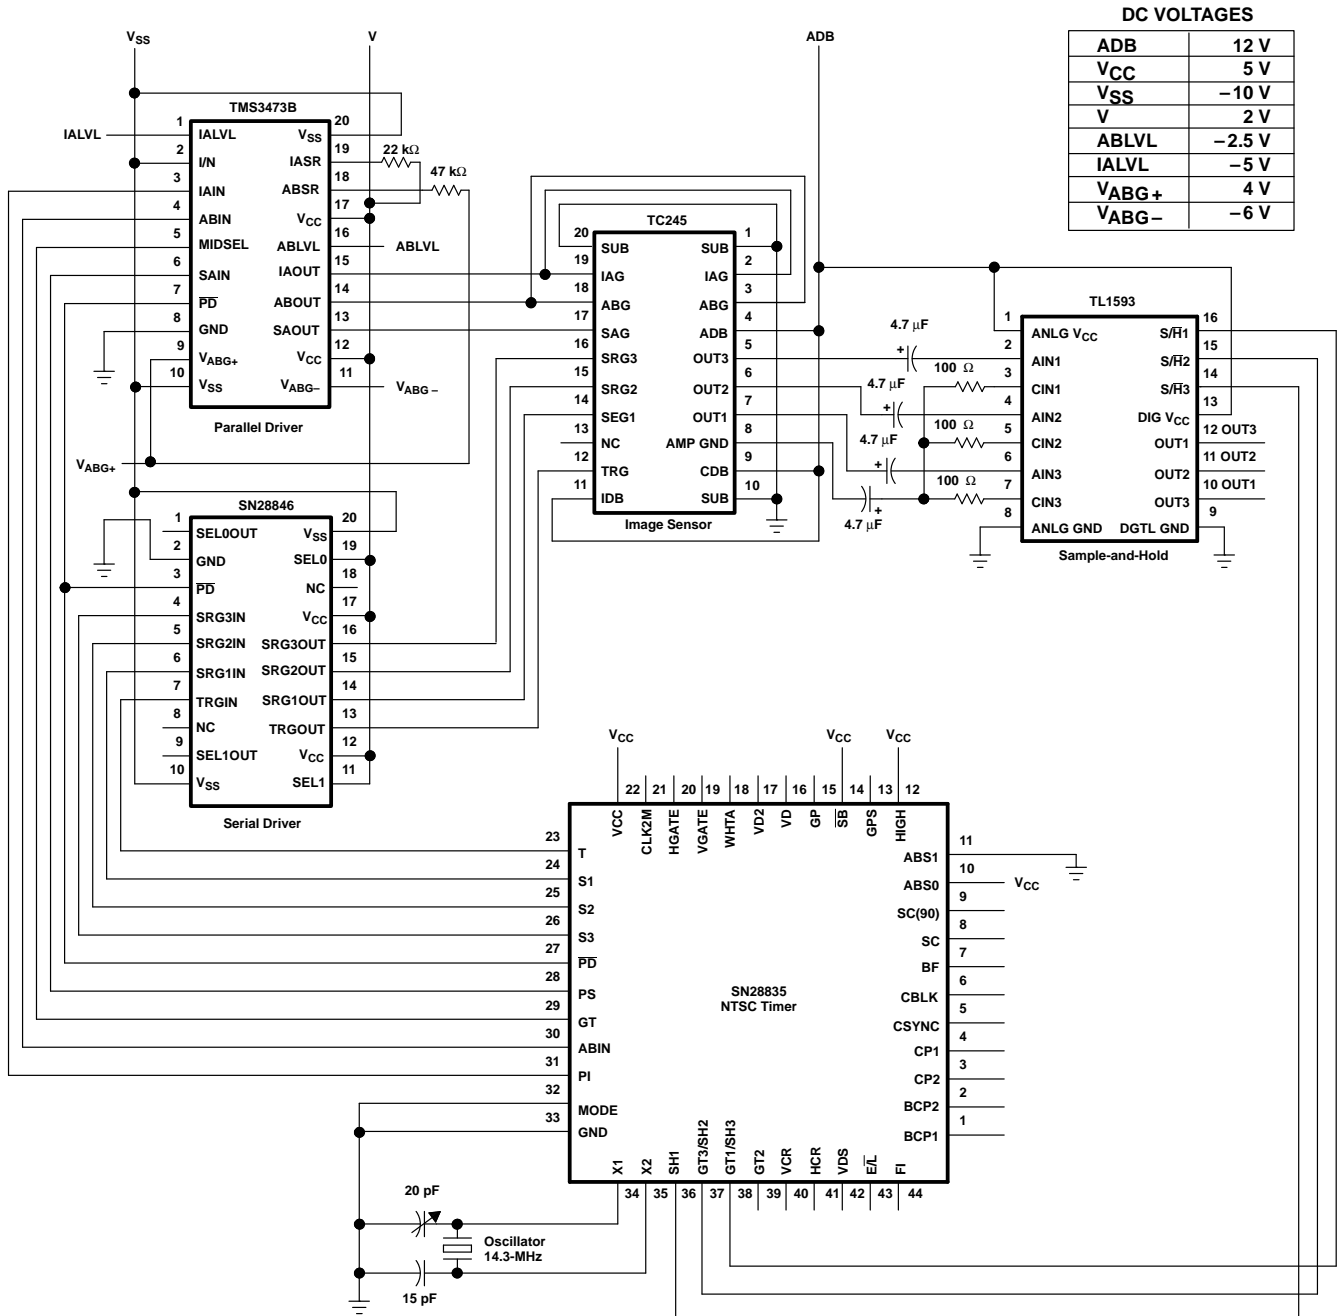 DC VOLTAGES
ADB 12 V
VCC 5 V
VSS –10 V
V 2 V
ABLVL –2.5 V
IALVL –5 V
VABG+ 4 V
VABG– –6 V
VSS
V
ADB
TMS3473B
IALVL
1 IALVL
2 I/N
3 IAIN
4 ABIN
5 MIDSEL
6 SAIN
7 PD
8 GND
9 VABG+
10 VSS
20 VSS
19 IASR
18 ABSR
17 VCC
16 ABLVL
15 IAOUT
14 ABOUT
13 SAOUT
12 VCC
11 VABG–
22 kΩ
47 kΩ
ABLVL
VABG –
Parallel Driver
VABG+
TC245
20 SUB
19 IAG
18 ABG
17 SAG
16 SRG3
15 SRG2
14 SEG1
13 NC
12 TRG
11 IDB
1 SUB
2 IAG
3 ABG
4 ADB
5 OUT3
6 OUT2
7 OUT1
8 AMP GND
9 CDB
10 SUB
Image Sensor
4.7 µF
4.7 µF
4.7 µF
4.7 µF
+
+
+
+
100 Ω
100 Ω
100 Ω
TL1593
1 ANLG VCC
2 AIN1
3 CIN1
4 AIN2
5 CIN2
6 AIN3
7 CIN3
8 ANLG GND
16 S/H1
15 S/H2
14 S/H3
13 DIG VCC
12 OUT1 OUT3
11 OUT2 OUT2
10 OUT3 OUT1
9 DGTL GND
Sample-and-Hold
SN28846
1 SEL0OUT
2 GND
3 PD
4 SRG3IN
5 SRG2IN
6 SRG1IN
7 TRGIN
8 NC
9 SEL1OUT
10 VSS
20 VSS
19 SEL0
18 NC
17 VCC
16 SRG3OUT
15 SRG2OUT
14 SRG1OUT
13 TRGOUT
12 VCC
11 SEL1
Serial Driver
VCC
VCC
VCC
22 21 20 19 18 17 16 15 14 13 12
VCC CLK2M HGATE VGATE WHTA VD2 VD GP SB GPS HIGH
23 T
24 S1
25 S2
26 S3
27 PD
28 PS
29 GT
30 ABIN
31 PI
32 MODE
33 GND
SN28835
NTSC Timer
11 ABS1
10 ABS0
VCC
9 SC(90)
8 SC
7 BF
6 CBLK
5 CSYNC
4 CP1
3 CP2
2 BCP2
1 BCP1
X1 X2 SH1 GT3/SH2 GT1/SH3 GT2 VCR HCR VDS E/L FI
34 35 36 37 38 39 40 41 42 43 44
20 pF
Oscillator
14.3-MHz
15 pF